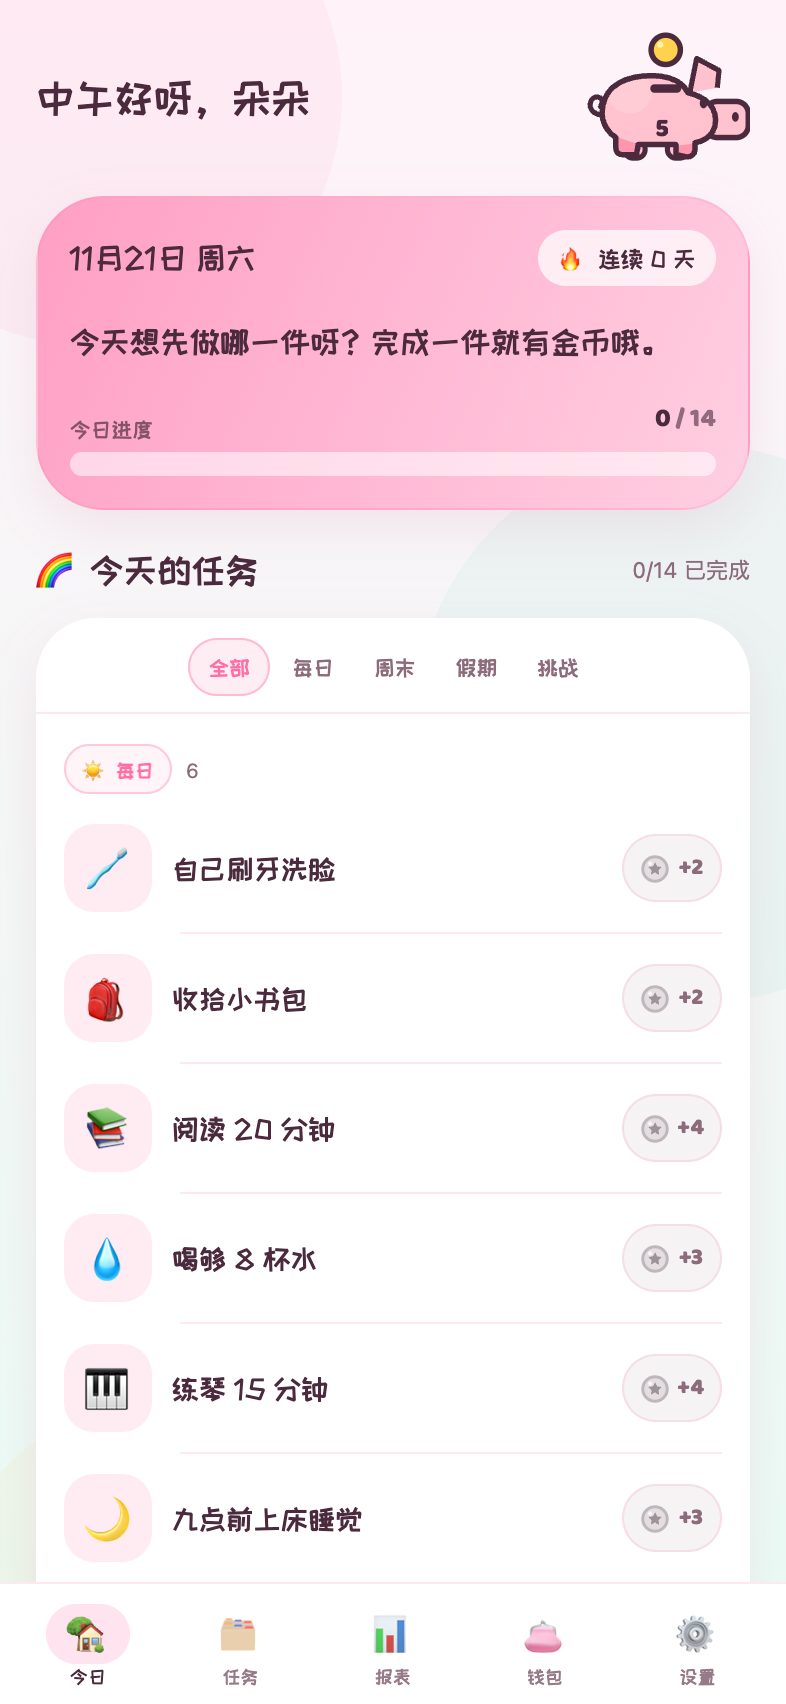 中午好呀，朵朵
5
11月21日 周六
🔥 连续 0 天
今天想先做哪一件呀？完成一件就有金币哦。
今日进度
0 / 14
🌈 今天的任务
0/14 已完成
全部 每日 周末 假期 挑战
☀️ 每日 6
自己刷牙洗脸 +2
收拾小书包 +2
阅读 20 分钟 +4
喝够 8 杯水 +3
练琴 15 分钟 +4
九点前上床睡觉 +3
今日 任务 报表 钱包 设置